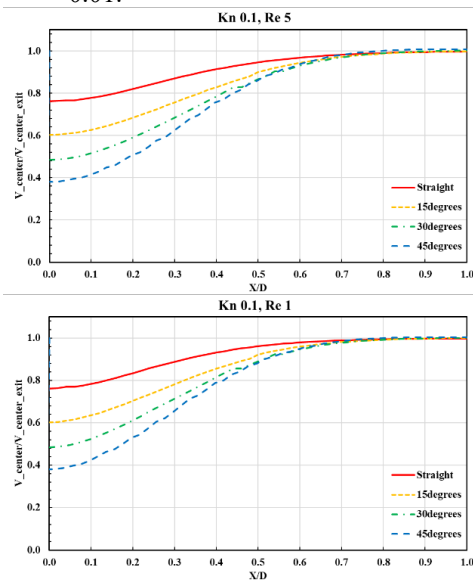 0.01.
Kn 0.1, Re 5
1.0
0.8
0.6
0.4
0.2
0.0
V_center/V_center_exit
Straight
15degrees
30degrees
45degrees
0.0 0.1 0.2 0.3 0.4 0.5 0.6 0.7 0.8 0.9 1.0
X/D
Kn 0.1, Re 1
1.0
0.8
0.6
0.4
0.2
0.0
V_center/V_center_exit
Straight
15degrees
30degrees
45degrees
0.0 0.1 0.2 0.3 0.4 0.5 0.6 0.7 0.8 0.9 1.0
X/D